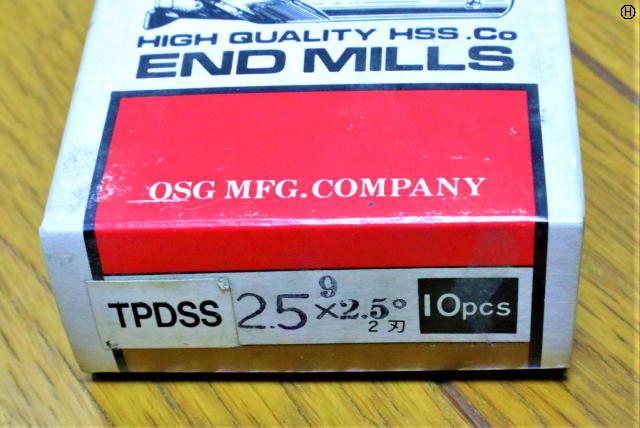 HIGH QUALITY HSS.Co
END MILLS
OSG MFG.COMPANY
TPDSS 2.5 9 ×2.5° 10pcs
2刃
H